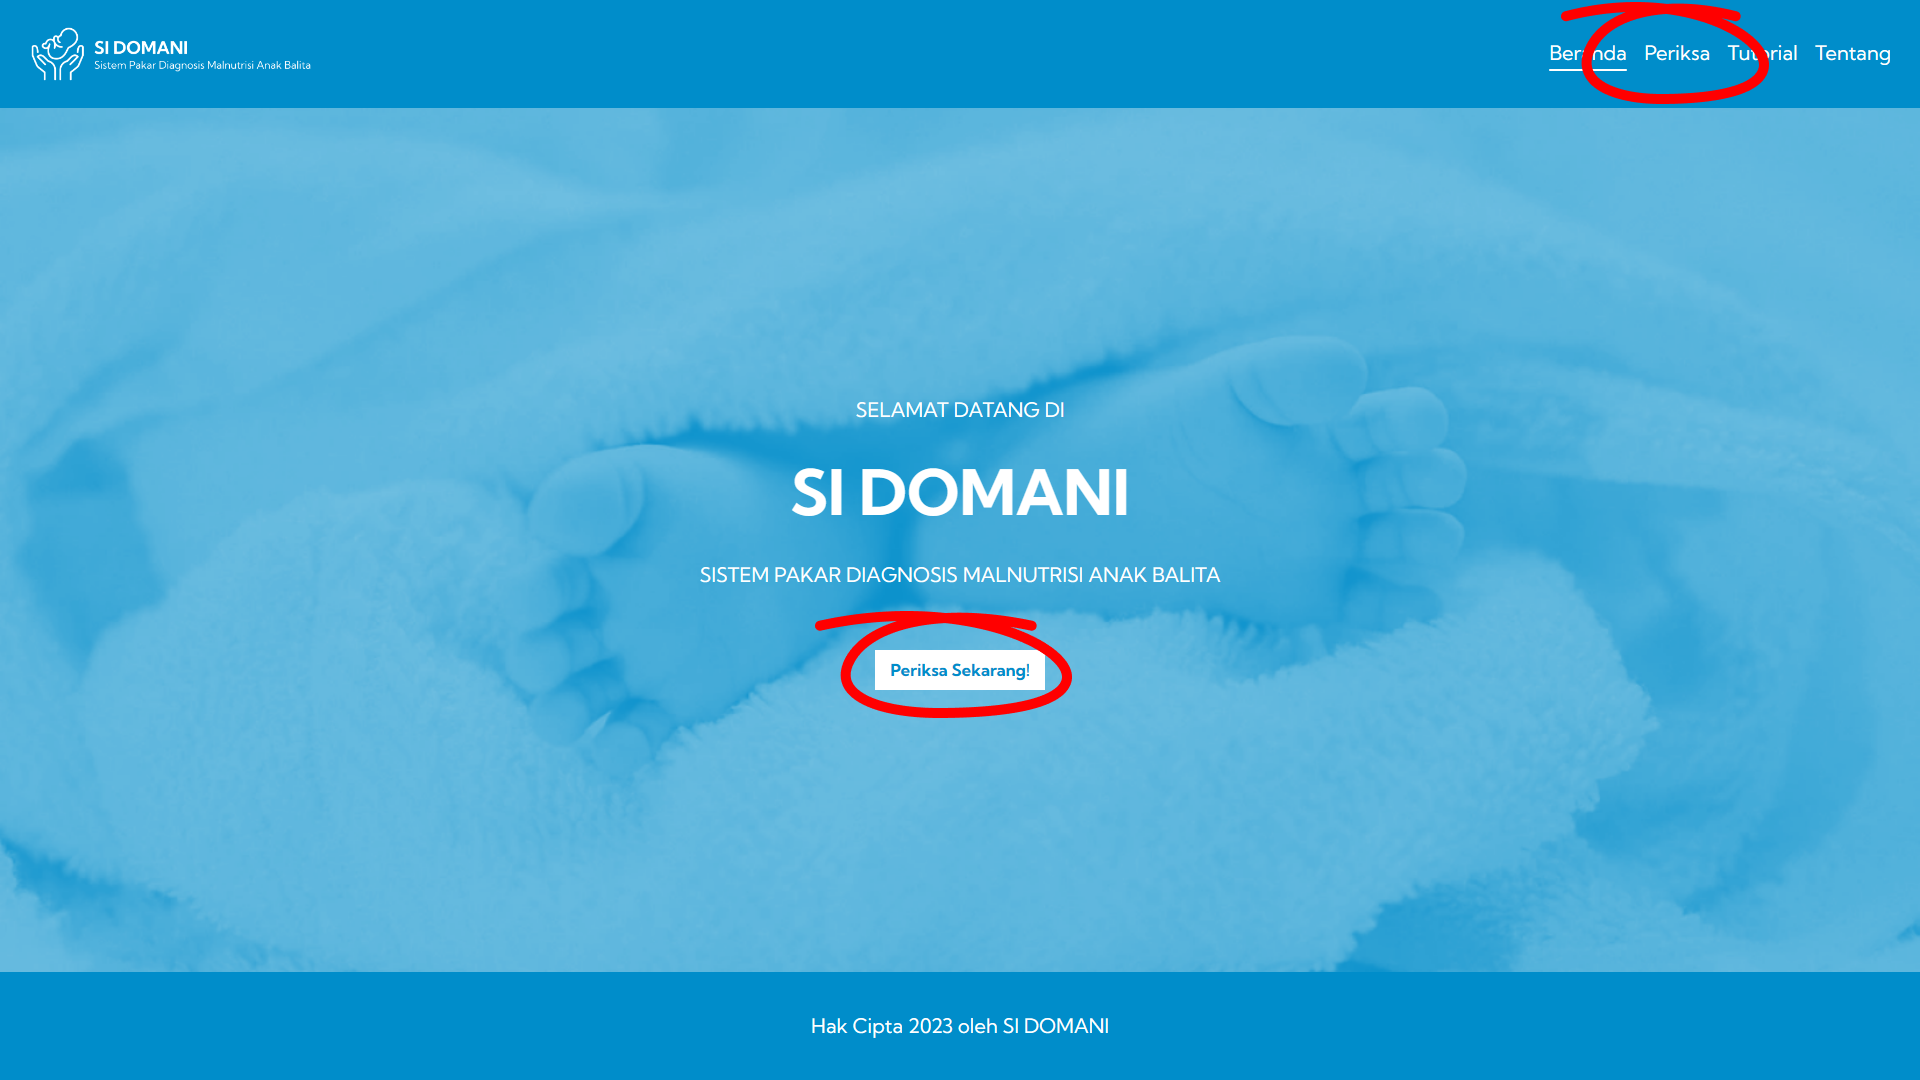 SI DOMANI
Sistem Pakar Diagnosis Malnutrisi Anak Balita
Beranda Periksa Tutorial Tentang
SELAMAT DATANG DI
SI DOMANI
SISTEM PAKAR DIAGNOSIS MALNUTRISI ANAK BALITA
Periksa Sekarang!
Hak Cipta 2023 oleh SI DOMANI